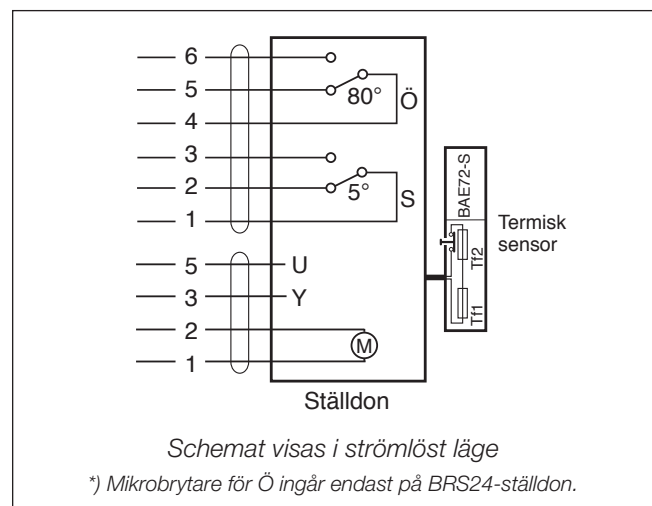 6
5
80°
Ö
4
3
2
5°
S
1
5
U
3
Y
2
M
1
BAE72-S
Tf2
Tf1
Termisk
sensor
Ställdon
Schemat visas i strömlöst läge
*) Mikrobrytare för Ö ingår endast på BRS24-ställdon.